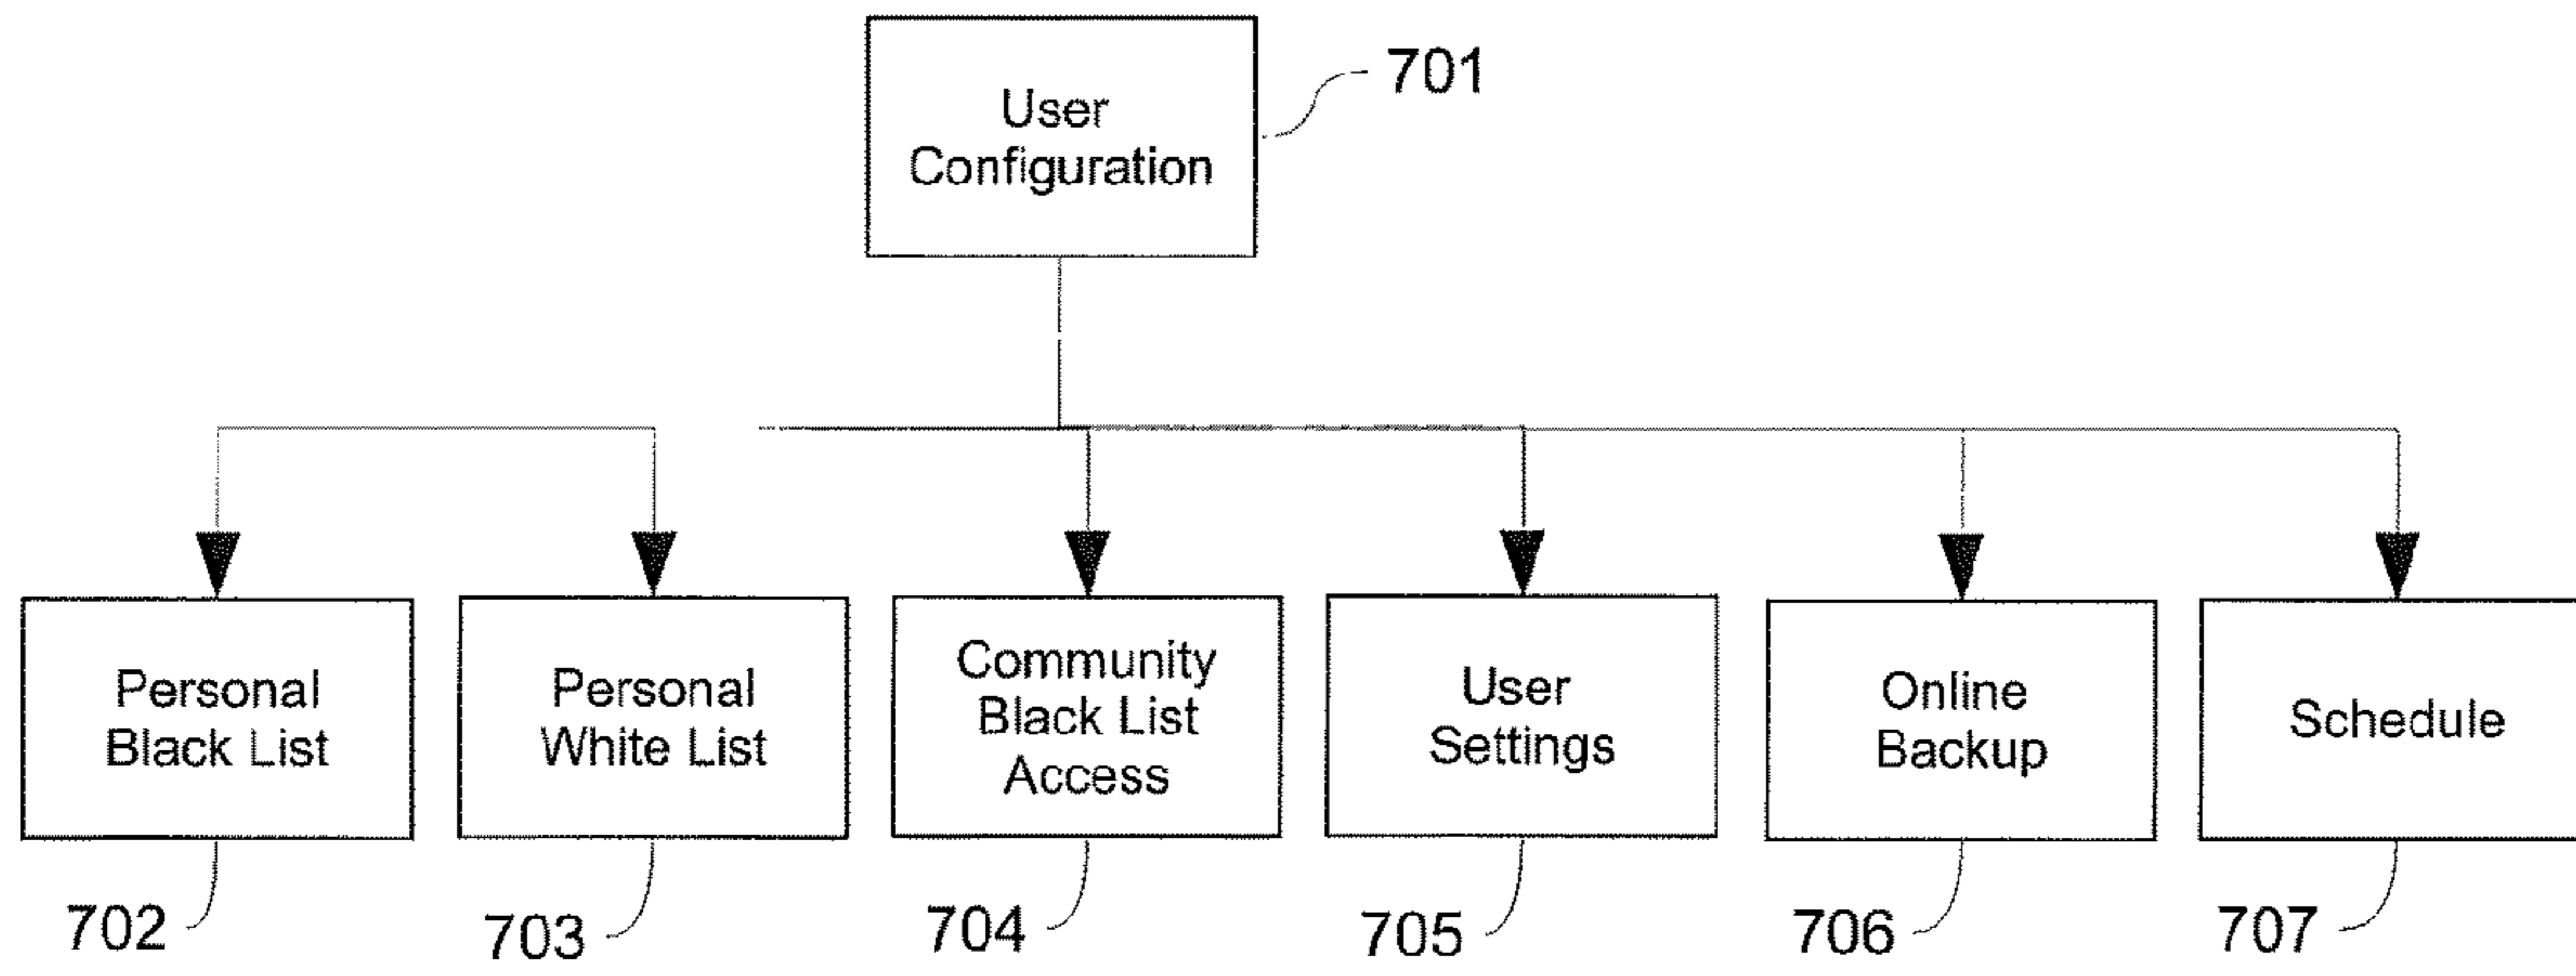 User
Configuration
701
Personal
Black List
Personal
White List
Community
Black List
Access
User
Settings
Online
Backup
Schedule
702
703
704
705
706
707